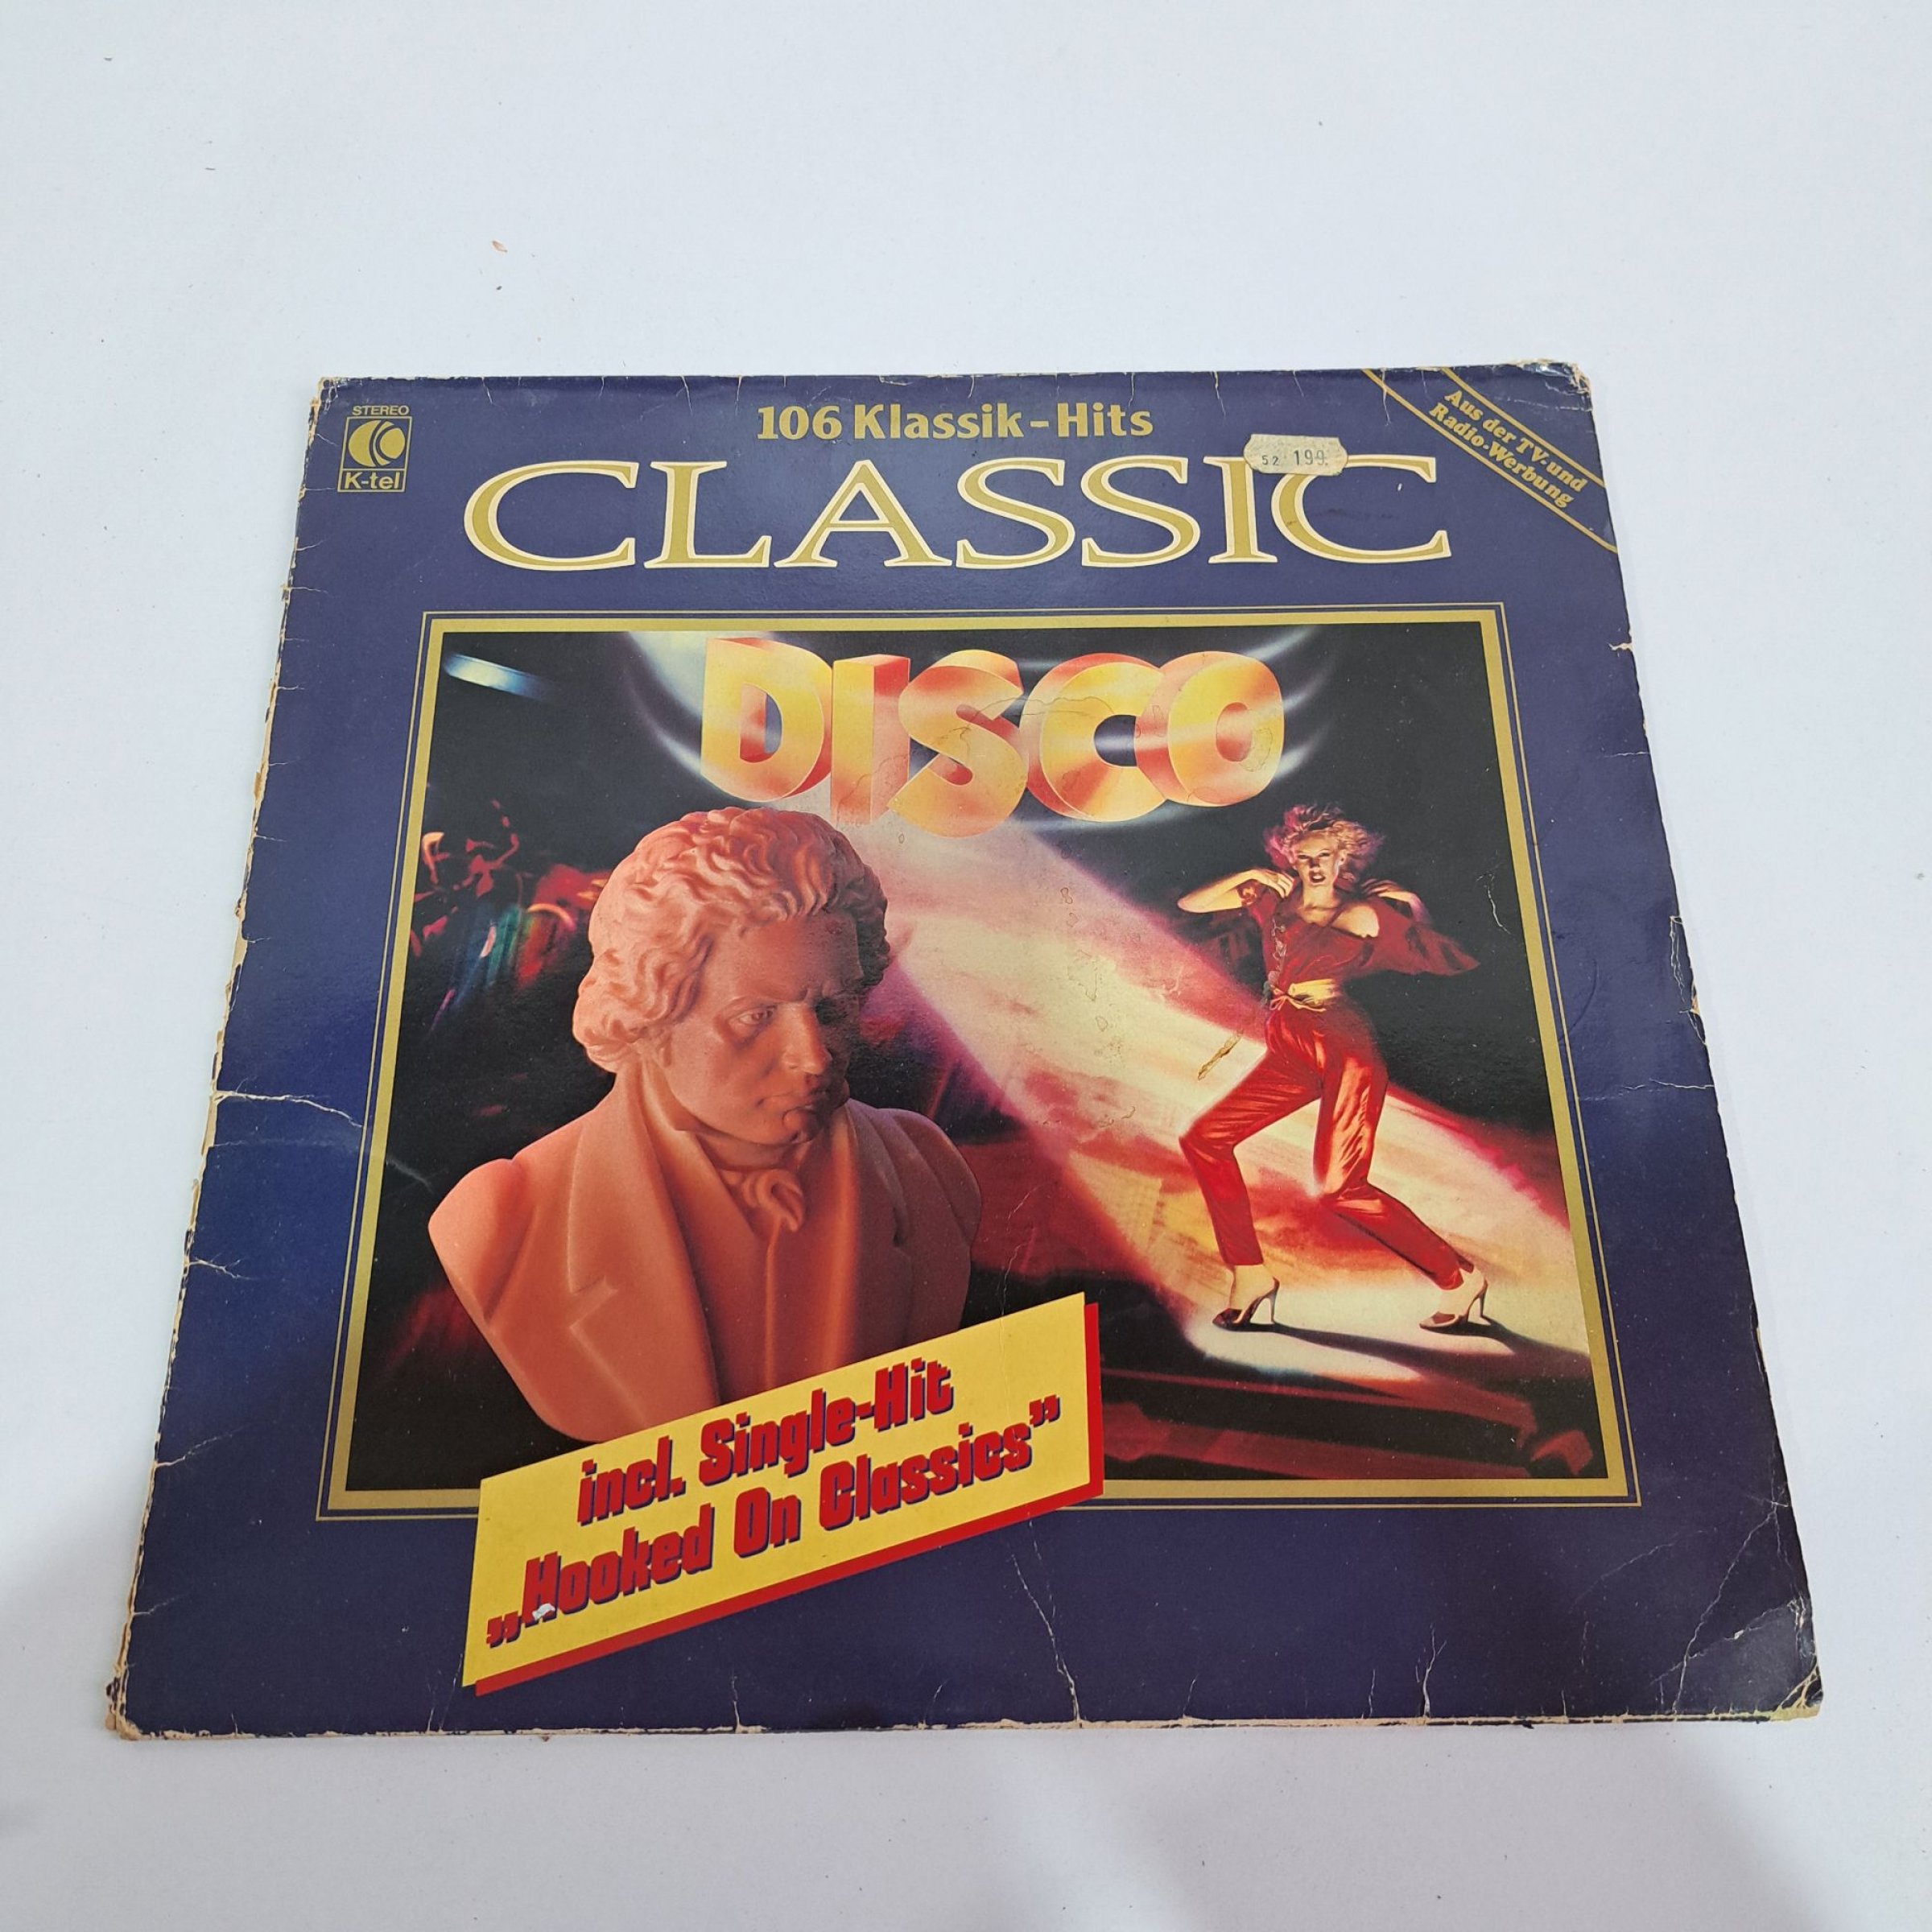 STEREO
K-tel
106 Klassik-Hits
52 199.
CLASSIC
Aus der TV-und
Radio-Werbung
DISCO
incl. Single-Hit
„Hooked On Classics”